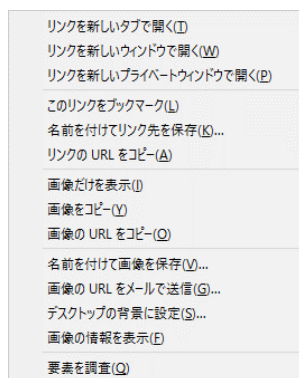 リンクを新しいタブで開く(T)
リンクを新しいウィンドウで開く(W)
リンクを新しいプライベートウィンドウで開く(P)
このリンクをブックマーク(L)
名前を付けてリンク先を保存(K)...
リンクの URL をコピー(A)
画像だけを表示(I)
画像をコピー(Y)
画像の URL をコピー(O)
名前を付けて画像を保存(V)...
画像の URL をメールで送信(G)...
デスクトップの背景に設定(S)...
画像の情報を表示(F)
要素を調査(Q)